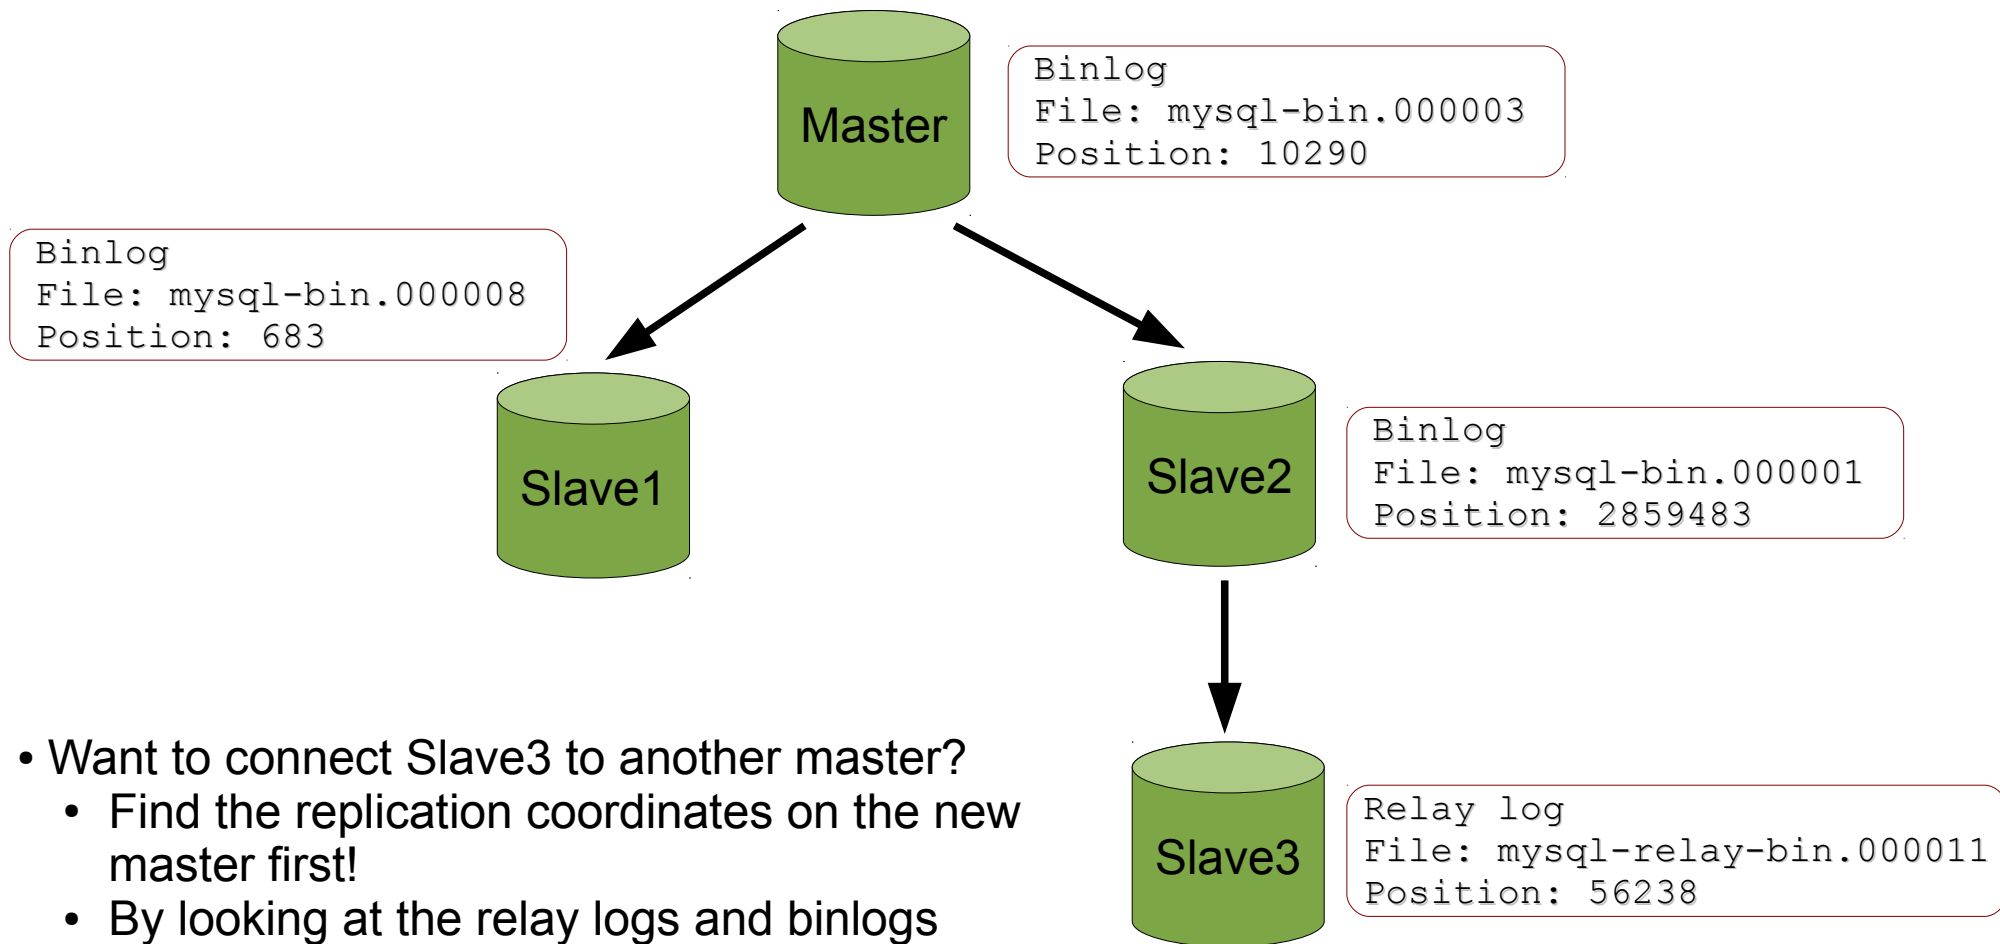 Master
Binlog
File: mysql-bin.000003
Position: 10290
Binlog
File: mysql-bin.000008
Position: 683
Slave1
Slave2
Binlog
File: mysql-bin.000001
Position: 2859483
• Want to connect Slave3 to another master?
• Find the replication coordinates on the new
master first!
• By looking at the relay logs and binlogs
Slave3
Relay log
File: mysql-relay-bin.000011
Position: 56238